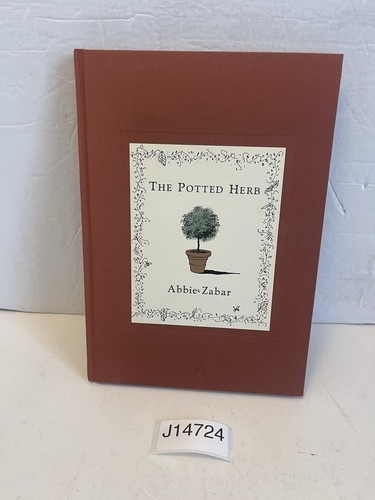 THE POTTED HERB
Abbie Zabar
J14724